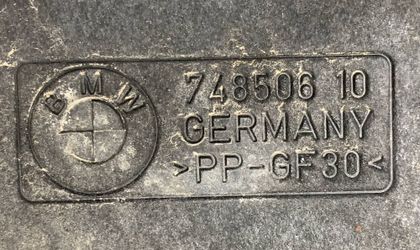 BMW
748506 10
GERMANY
>PP-GF30<